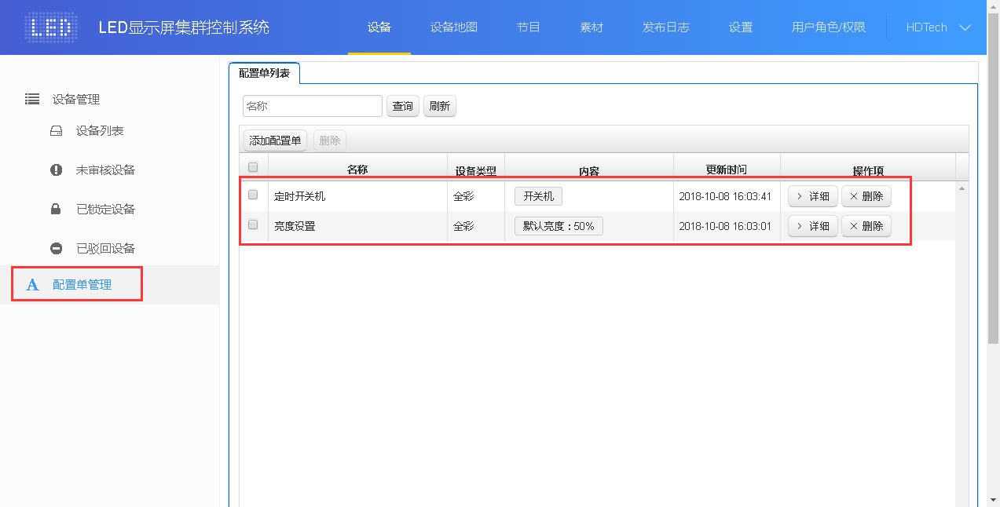 LED LED显示屏集群控制系统 设备 设备地图 节目 素材 发布日志 设置 用户角色/权限 HDTech
设备管理
设备列表
未审核设备
已锁定设备
已驳回设备
配置单管理
配置单列表
名称 查询 刷新
添加配置单 删除
名称 设备类型 内容 更新时间 操作项
定时开关机 全彩 开关机 2018-10-08 16:03:41 详细 删除
亮度设置 全彩 默认亮度：50% 2018-10-08 16:03:01 详细 删除